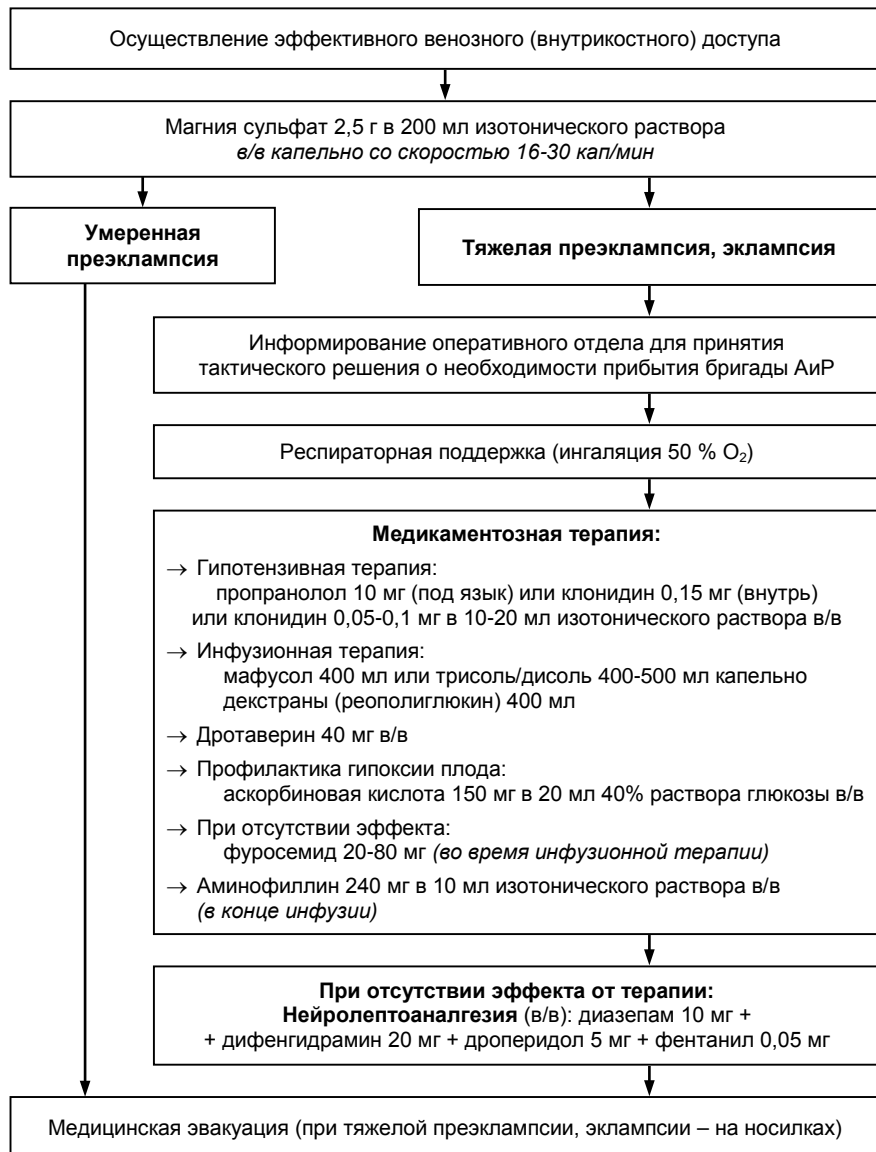 Осуществление эффективного венозного (внутрикостного) доступа
Магния сульфат 2,5 г в 200 мл изотонического раствора
в/в капельно со скоростью 16-30 кап/мин
Умеренная
преэклампсия
Тяжелая преэклампсия, эклампсия
Информирование оперативного отдела для принятия
тактического решения о необходимости прибытия бригады АиР
Респираторная поддержка (ингаляция 50 % O₂)
Медикаментозная терапия:
→ Гипотензивная терапия:
пропранолол 10 мг (под язык) или клонидин 0,15 мг (внутрь)
или клонидин 0,05-0,1 мг в 10-20 мл изотонического раствора в/в
→ Инфузионная терапия:
мафусол 400 мл или трисоль/дисоль 400-500 мл капельно
декстраны (реополиглюкин) 400 мл
→ Дротаверин 40 мг в/в
→ Профилактика гипоксии плода:
аскорбиновая кислота 150 мг в 20 мл 40% раствора глюкозы в/в
→ При отсутствии эффекта:
фуросемид 20-80 мг (во время инфузионной терапии)
→ Аминофиллин 240 мг в 10 мл изотонического раствора в/в
(в конце инфузии)
При отсутствии эффекта от терапии:
Нейролептоаналгезия (в/в): диазепам 10 мг +
+ дифенгидрамин 20 мг + дроперидол 5 мг + фентанил 0,05 мг
Медицинская эвакуация (при тяжелой преэклампсии, эклампсии – на носилках)